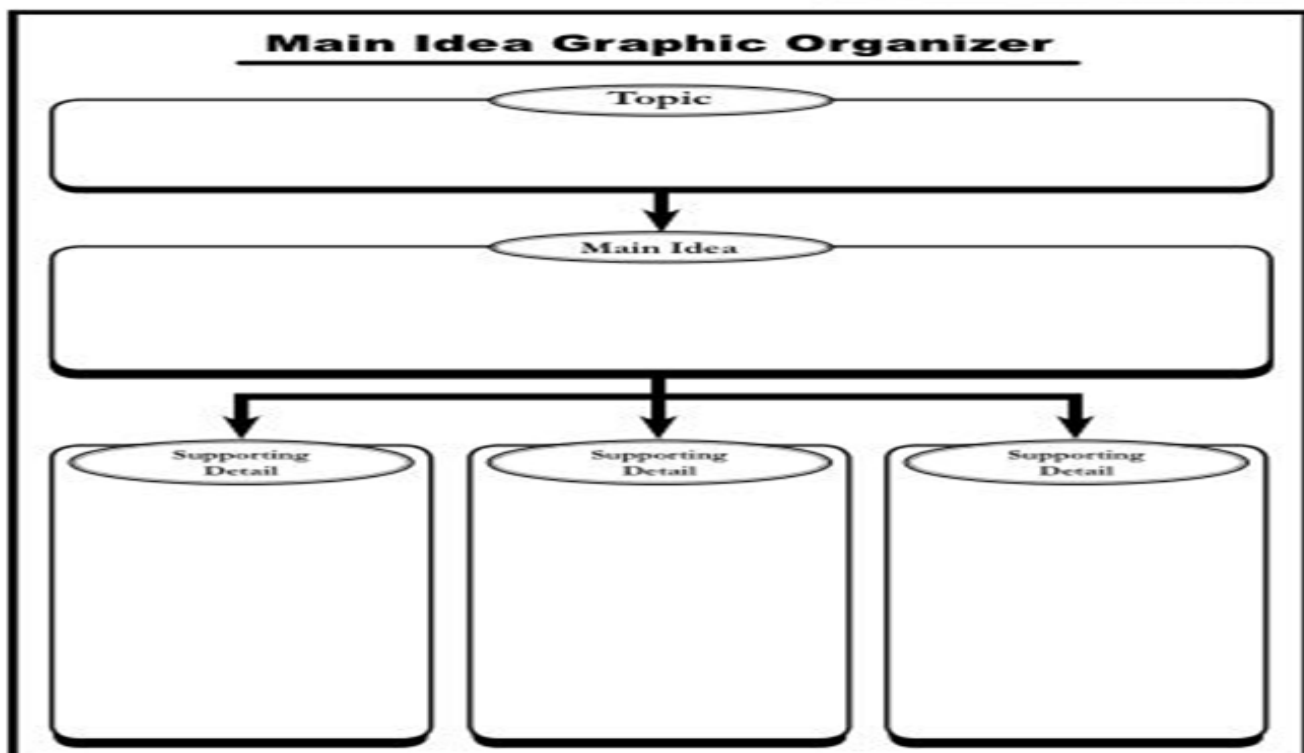 Main Idea Graphic Organizer
Topic
Main Idea
Supporting
Detail
Supporting
Detail
Supporting
Detail